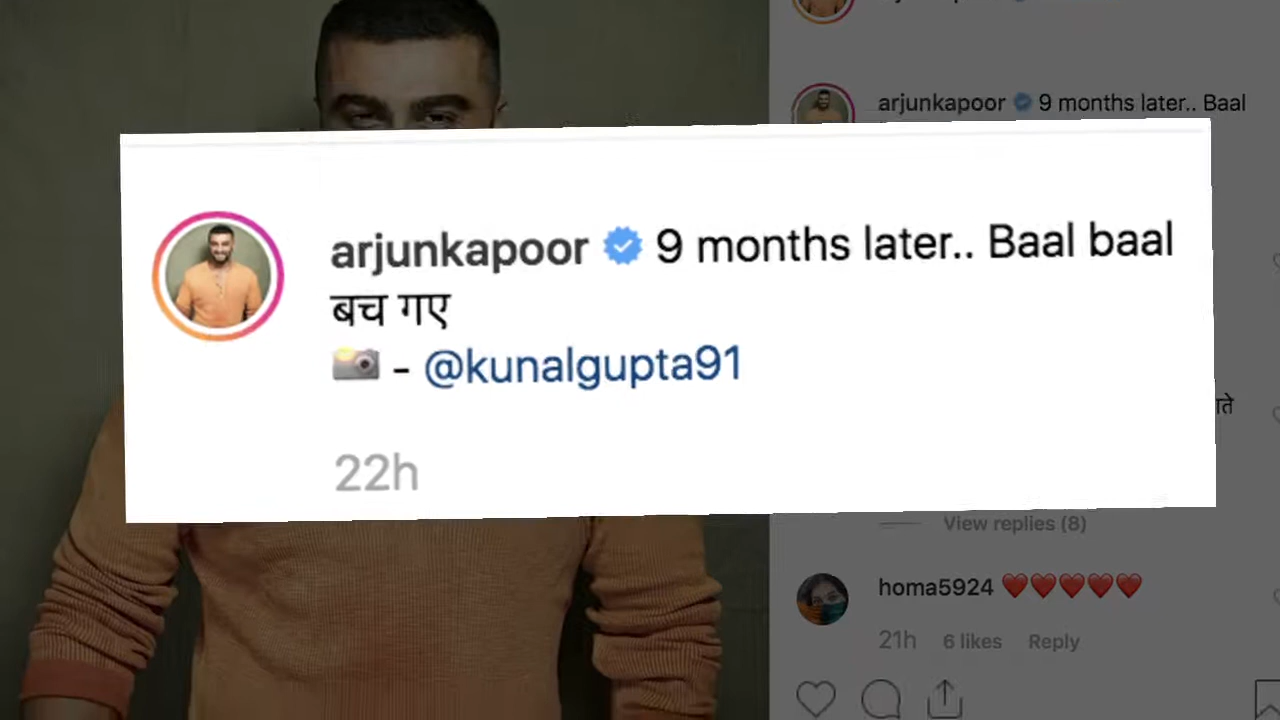 arjunkapoor 9 months later.. Baal
arjunkapoor 9 months later.. Baal baal
बच गए
- @kunalgupta91
22h
View replies (8)
homa5924 ❤️❤️❤️❤️❤️
21h 6 likes Reply